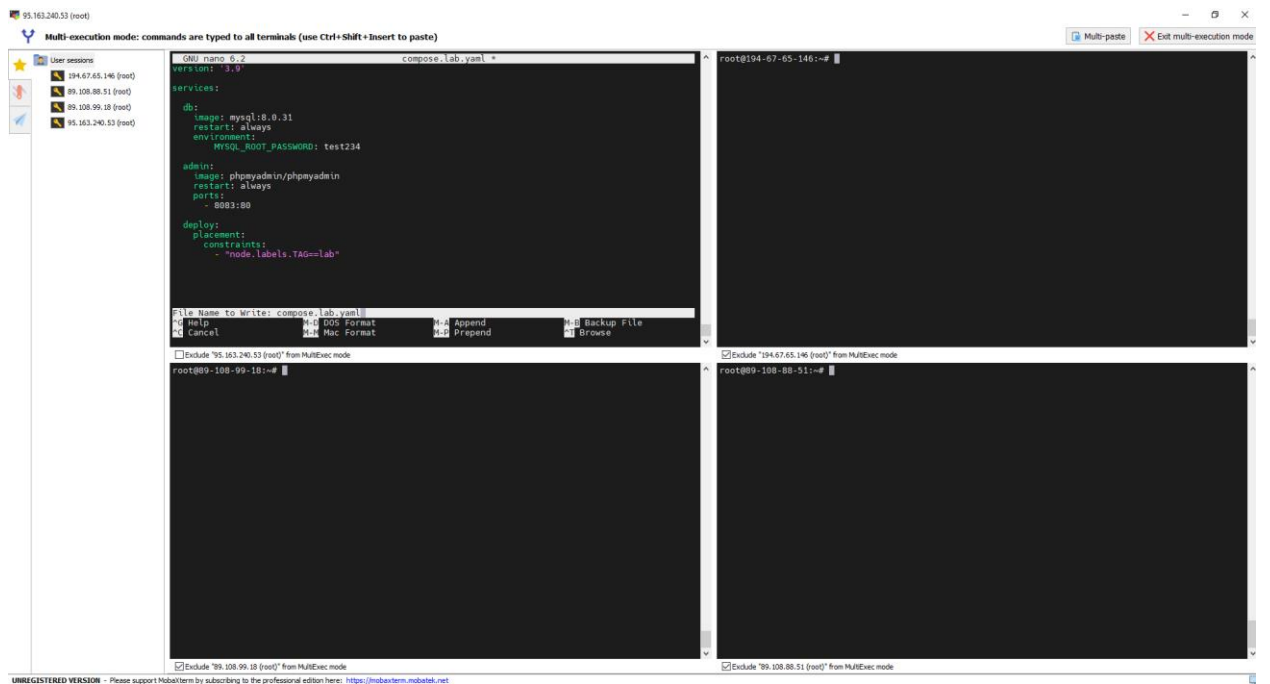 95.163.240.53 (root)
Multi-execution mode: commands are typed to all terminals (use Ctrl+Shift+Insert to paste)
Multi-paste
Exit multi-execution mode
User sessions
194.67.65.146 (root)
89.108.88.51 (root)
89.108.99.18 (root)
95.163.240.53 (root)
GNU nano 6.2 compose.lab.yaml *
version: '3.9'
services:
db:
image: mysql:8.0.31
restart: always
environment:
MYSQL_ROOT_PASSWORD: test234
admin:
image: phpmyadmin/phpmyadmin
restart: always
ports:
- 8083:80
deploy:
placement:
constraints:
- "node.labels.TAG==lab"
File Name to Write: compose.lab.yaml
^G Help M-D DOS Format M-A Append M-B Backup File
^C Cancel M-M Mac Format M-P Prepend ^T Browse
Exclude "95.163.240.53 (root)" from MultiExec mode
root@194-67-65-146:~#
Exclude "194.67.65.146 (root)" from MultiExec mode
root@89-108-99-18:~#
Exclude "89.108.99.18 (root)" from MultiExec mode
root@89-108-88-51:~#
Exclude "89.108.88.51 (root)" from MultiExec mode
UNREGISTERED VERSION - Please support MobaXterm by subscribing to the professional edition here: https://mobaxterm.mobatek.net